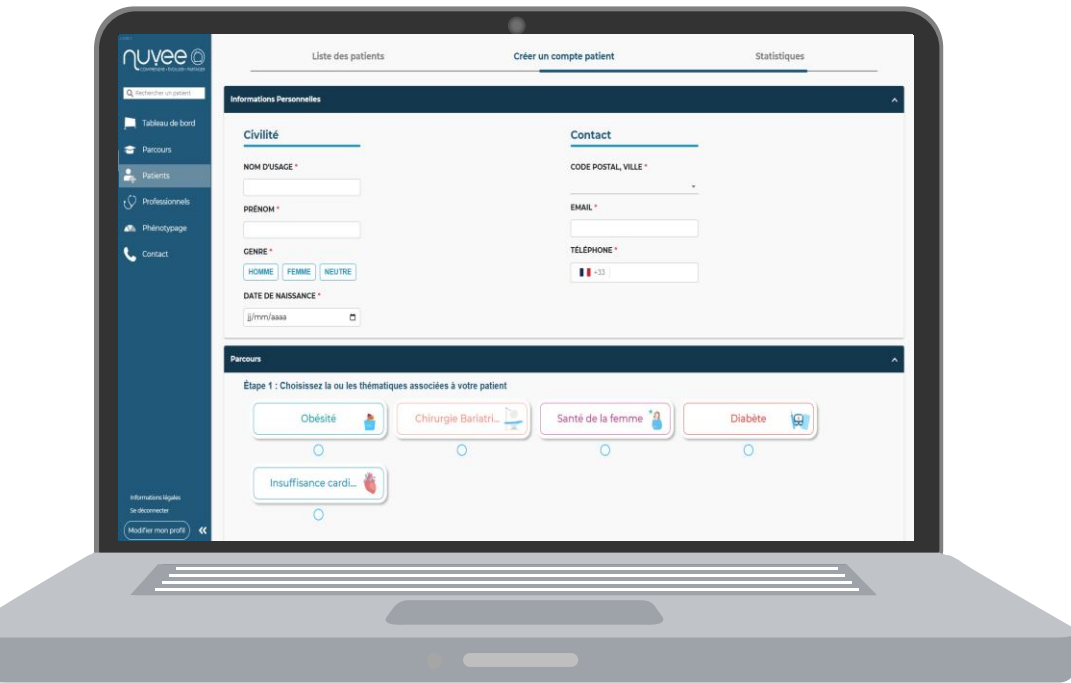 nuvee
COMPRENDRE • ÉVOLUER • PARTAGER
Rechercher un patient
Tableau de bord
Parcours
Patients
Professionnels
Phénotypage
Contact
Informations légales
Se déconnecter
Modifier mon profil
Liste des patients
Créer un compte patient
Statistiques
Informations Personnelles
Civilité
NOM D'USAGE *
PRÉNOM *
GENRE *
HOMME FEMME NEUTRE
DATE DE NAISSANCE *
jj/mm/aaaa
Contact
CODE POSTAL, VILLE *
EMAIL *
TÉLÉPHONE *
+33
Parcours
Étape 1 : Choisissez la ou les thématiques associées à votre patient
Obésité
Chirurgie Bariatri...
Santé de la femme
Diabète
Insuffisance cardi...